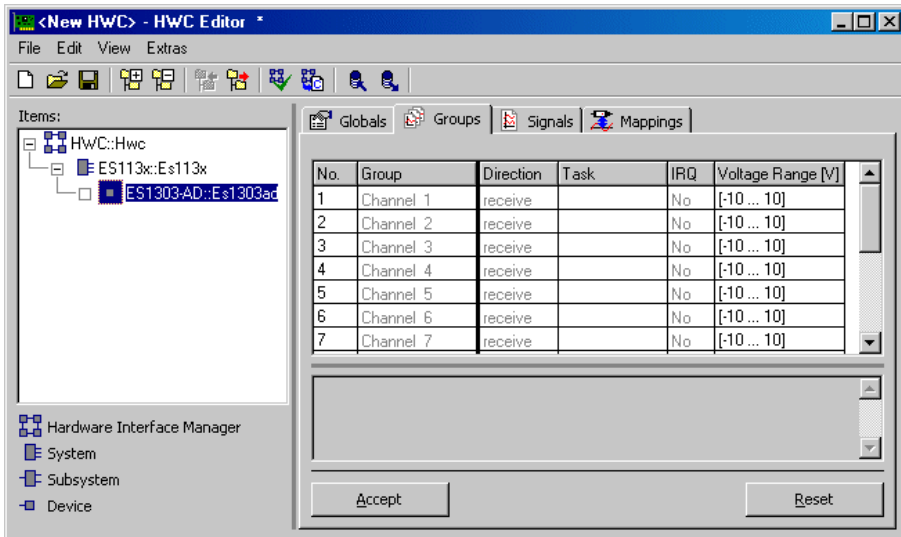 <New HWC> - HWC Editor *
File Edit View Extras
Items:
HWC::Hwc
ES113x::Es113x
ES1303-AD::Es1303ad
Hardware Interface Manager
System
Subsystem
Device
Globals Groups Signals Mappings
No. Group Direction Task IRQ Voltage Range [V]
1 Channel 1 receive No [-10 ... 10]
2 Channel 2 receive No [-10 ... 10]
3 Channel 3 receive No [-10 ... 10]
4 Channel 4 receive No [-10 ... 10]
5 Channel 5 receive No [-10 ... 10]
6 Channel 6 receive No [-10 ... 10]
7 Channel 7 receive No [-10 ... 10]
Accept Reset